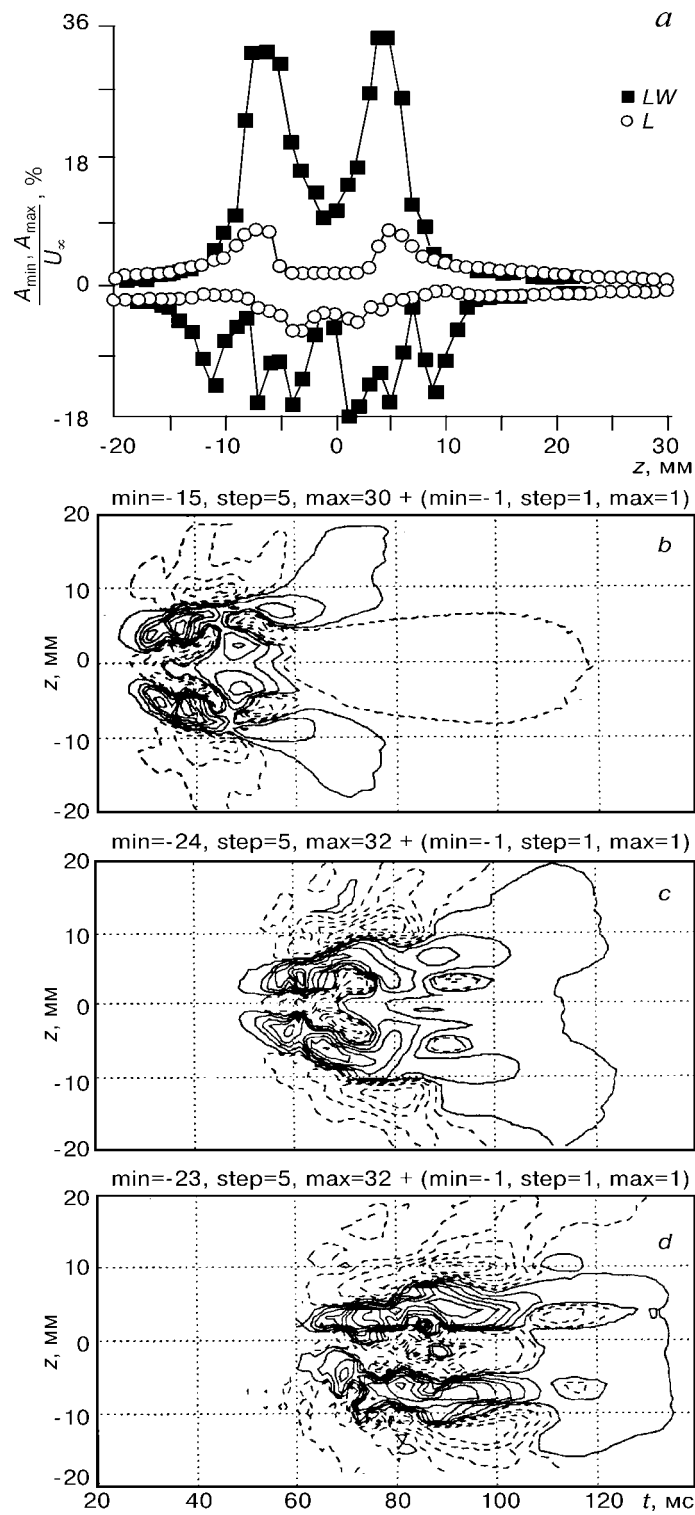 36
a
LW
L
18
A_min, A_max / U_∞, %
0
-18
-20 -10 0 10 20 30
z, мм
min=-15, step=5, max=30 + (min=-1, step=1, max=1)
20
b
10
z, мм
0
-10
-20
min=-24, step=5, max=32 + (min=-1, step=1, max=1)
20
c
10
z, мм
0
-10
-20
min=-23, step=5, max=32 + (min=-1, step=1, max=1)
20
d
10
z, мм
0
-10
-20
20 40 60 80 100 120 t, мс